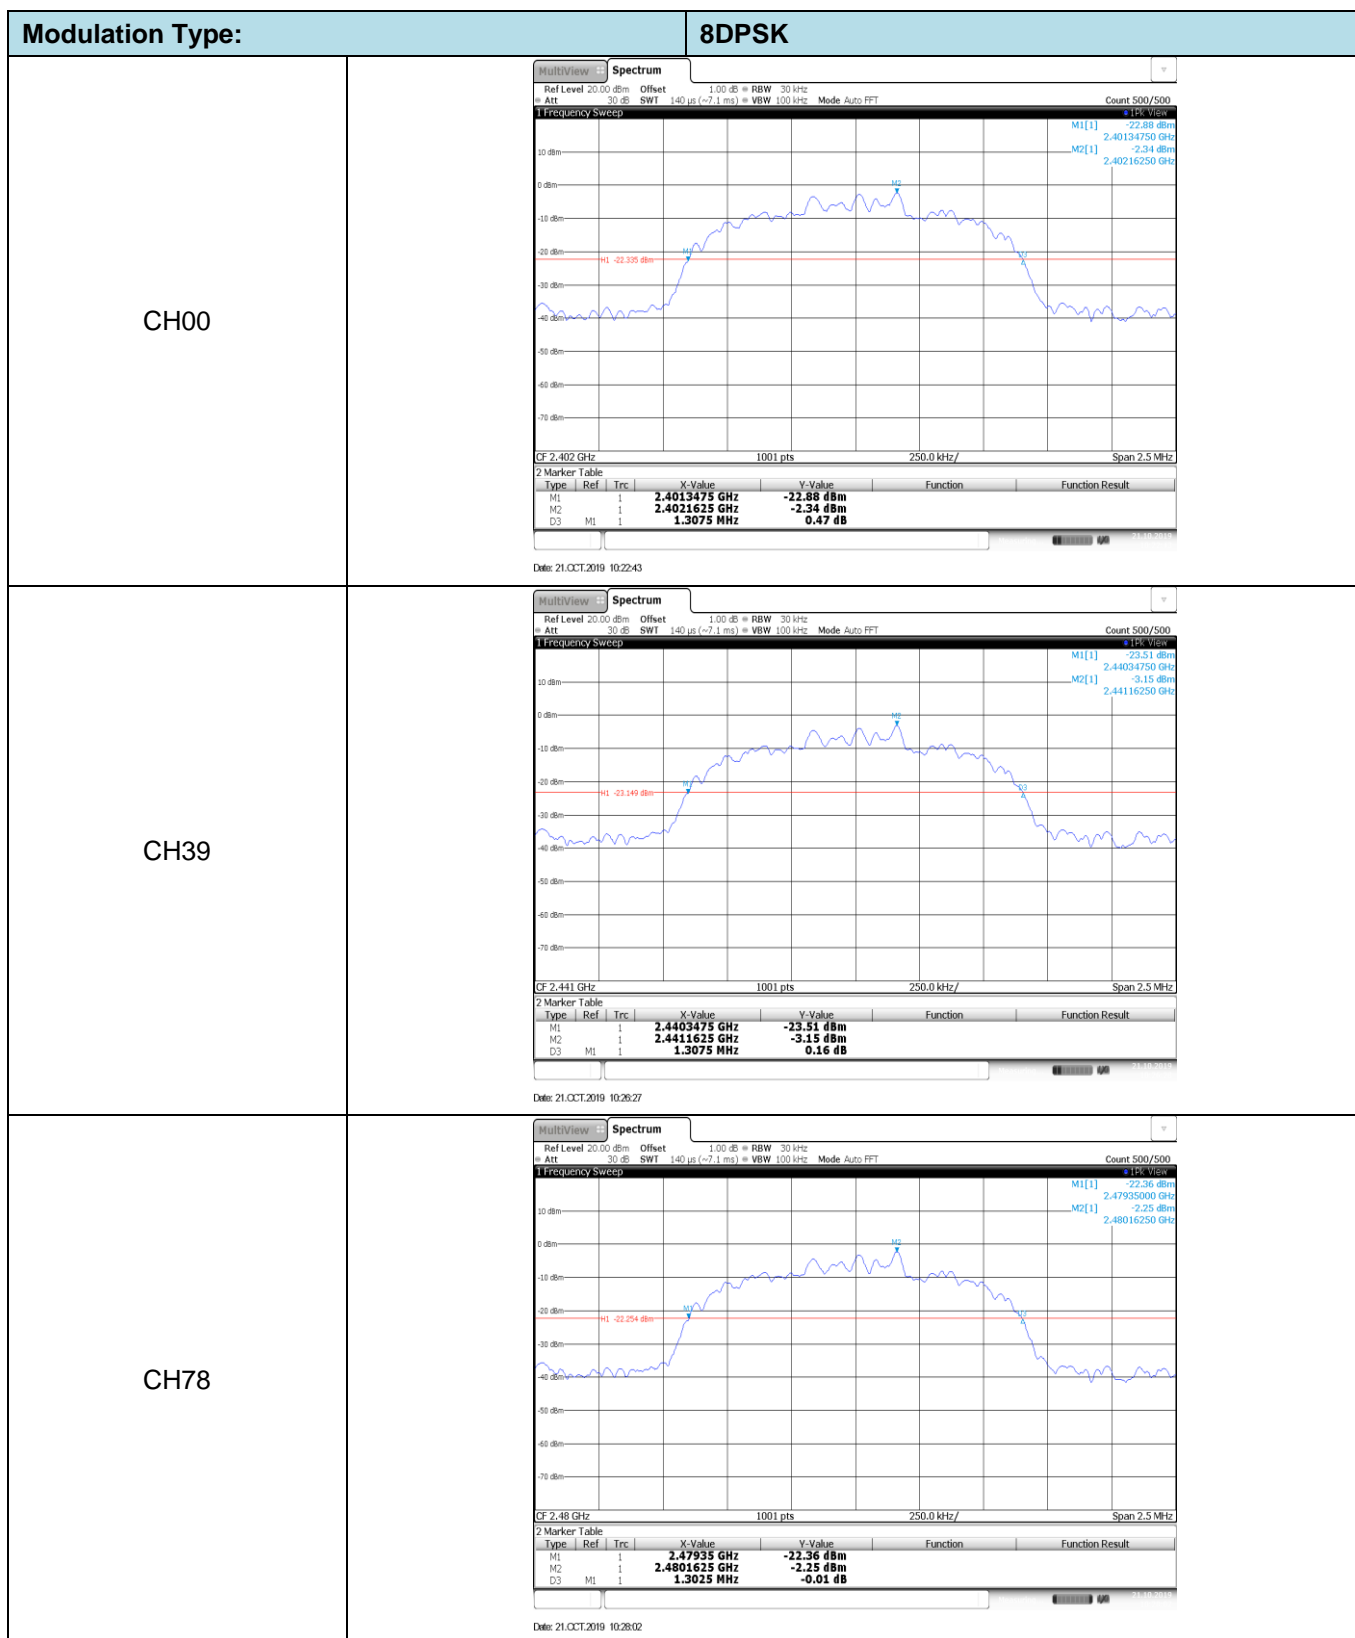 Modulation Type: 8DPSK
CH00
MultiView Spectrum
Ref Level 20.00 dBm Offset 1.00 dB RBW 30 kHz
Att 30 dB SWT 140 µs (~7.1 ms) VBW 100 kHz Mode Auto FFT Count 500/500
1 Frequency Sweep 1Pk View
M1[1] -22.88 dBm
2.40134750 GHz
M2[1] -2.34 dBm
2.40216250 GHz
10 dBm
0 dBm
M2
-10 dBm
-20 dBm
M1
D3
H1 -22.335 dBm
-30 dBm
-40 dBm
-50 dBm
-60 dBm
-70 dBm
CF 2.402 GHz 1001 pts 250.0 kHz/ Span 2.5 MHz
2 Marker Table
Type Ref Trc X-Value Y-Value Function Function Result
M1 1 2.4013475 GHz -22.88 dBm
M2 1 2.4021625 GHz -2.34 dBm
D3 M1 1 1.3075 MHz 0.47 dB
21.10.2019
Date: 21.OCT.2019 10:22:43
CH39
MultiView Spectrum
Ref Level 20.00 dBm Offset 1.00 dB RBW 30 kHz
Att 30 dB SWT 140 µs (~7.1 ms) VBW 100 kHz Mode Auto FFT Count 500/500
1 Frequency Sweep 1Pk View
M1[1] -23.51 dBm
2.44034750 GHz
M2[1] -3.15 dBm
2.44116250 GHz
10 dBm
0 dBm
M2
-10 dBm
-20 dBm
M1
D3
H1 -23.149 dBm
-30 dBm
-40 dBm
-50 dBm
-60 dBm
-70 dBm
CF 2.441 GHz 1001 pts 250.0 kHz/ Span 2.5 MHz
2 Marker Table
Type Ref Trc X-Value Y-Value Function Function Result
M1 1 2.4403475 GHz -23.51 dBm
M2 1 2.4411625 GHz -3.15 dBm
D3 M1 1 1.3075 MHz 0.16 dB
21.10.2019
Date: 21.OCT.2019 10:26:27
CH78
MultiView Spectrum
Ref Level 20.00 dBm Offset 1.00 dB RBW 30 kHz
Att 30 dB SWT 140 µs (~7.1 ms) VBW 100 kHz Mode Auto FFT Count 500/500
1 Frequency Sweep 1Pk View
M1[1] -22.36 dBm
2.47935000 GHz
M2[1] -2.25 dBm
2.48016250 GHz
10 dBm
0 dBm
M2
-10 dBm
-20 dBm
M1
D3
H1 -22.254 dBm
-30 dBm
-40 dBm
-50 dBm
-60 dBm
-70 dBm
CF 2.48 GHz 1001 pts 250.0 kHz/ Span 2.5 MHz
2 Marker Table
Type Ref Trc X-Value Y-Value Function Function Result
M1 1 2.47935 GHz -22.36 dBm
M2 1 2.4801625 GHz -2.25 dBm
D3 M1 1 1.3025 MHz -0.01 dB
21.10.2019
Date: 21.OCT.2019 10:28:02